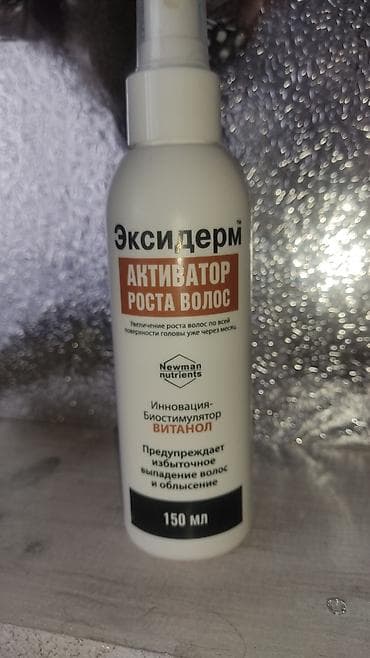 Эксидерм™
АКТИВАТОР
РОСТА ВОЛОС
Увеличение роста волос по всей
поверхности головы уже через месяц
Newman
nutrients
Инновация-
Биостимулятор
ВИТАНОЛ
Предупреждает
избыточное
выпадение волос
и облысение
150 мл